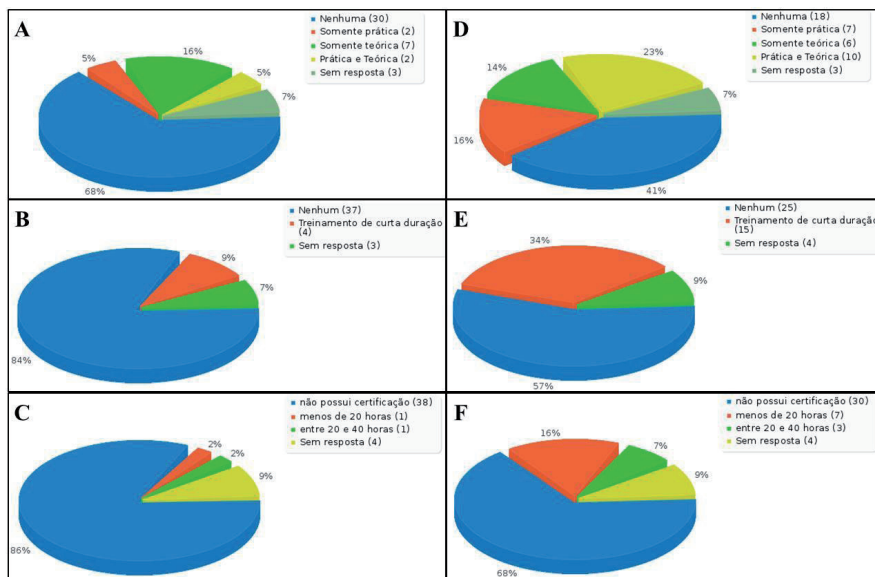 A
Nenhum (30)
Somente prática (2)
Somente teórica (7)
Prática e Teórica (2)
Sem resposta (3)
5%
16%
5%
7%
68%
D
Nenhuma (18)
Somente prática (7)
Somente teórica (6)
Prática e Teórica (10)
Sem resposta (3)
23%
14%
7%
16%
41%
B
Nenhum (37)
Treinamento de curta duração
(4)
Sem resposta (3)
9%
7%
84%
E
Nenhum (25)
Treinamento de curta duração
(15)
Sem resposta (4)
34%
9%
57%
C
não possui certificação (38)
menos de 20 horas (1)
entre 20 e 40 horas (1)
Sem resposta (4)
2%
2%
9%
86%
F
não possui certificação (30)
menos de 20 horas (7)
entre 20 e 40 horas (3)
Sem resposta (4)
16%
7%
9%
68%